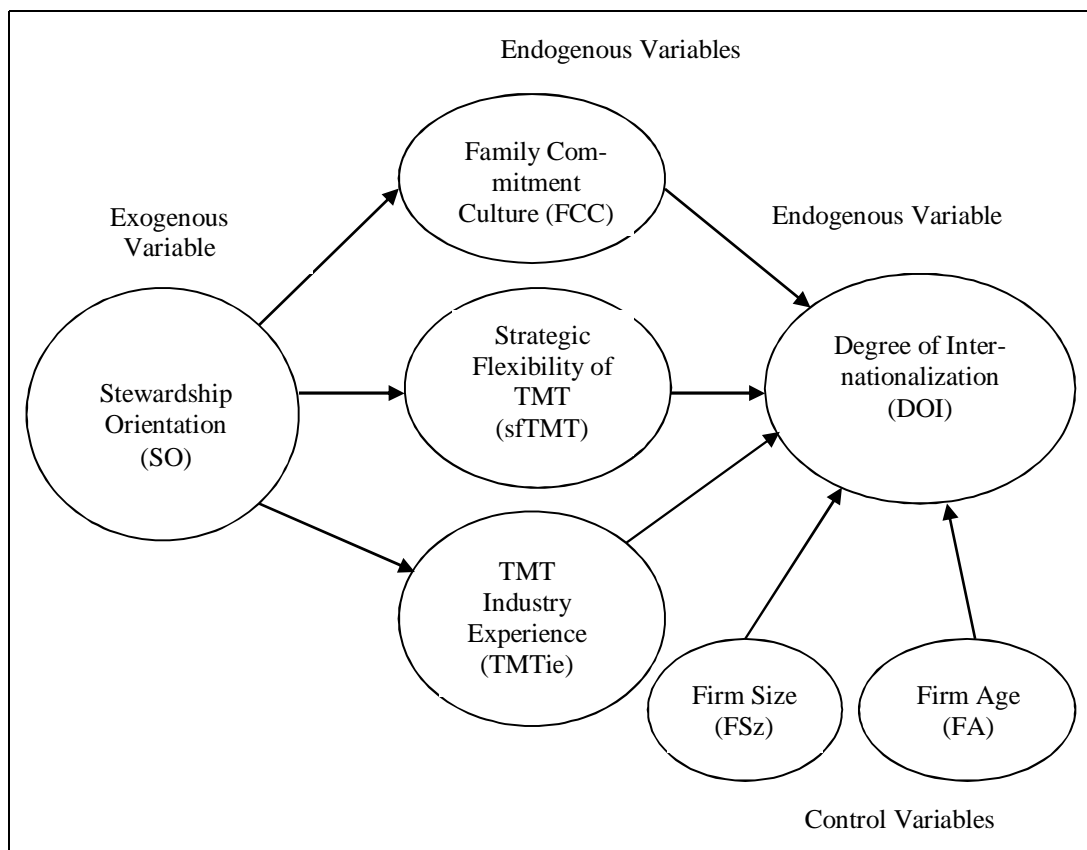 Endogenous Variables
Family Com-
mitment
Culture (FCC)
Exogenous
Variable
Endogenous Variable
Stewardship
Orientation
(SO)
Strategic
Flexibility of
TMT
(sfTMT)
Degree of Inter-
nationalization
(DOI)
TMT
Industry
Experience
(TMTie)
Firm Size
(FSz)
Firm Age
(FA)
Control Variables